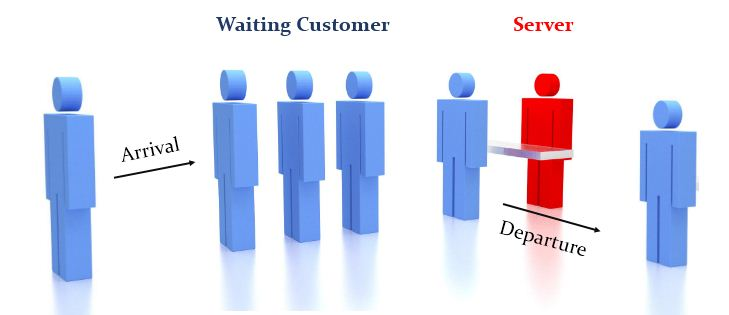 Waiting Customer
Server
Arrival
Departure